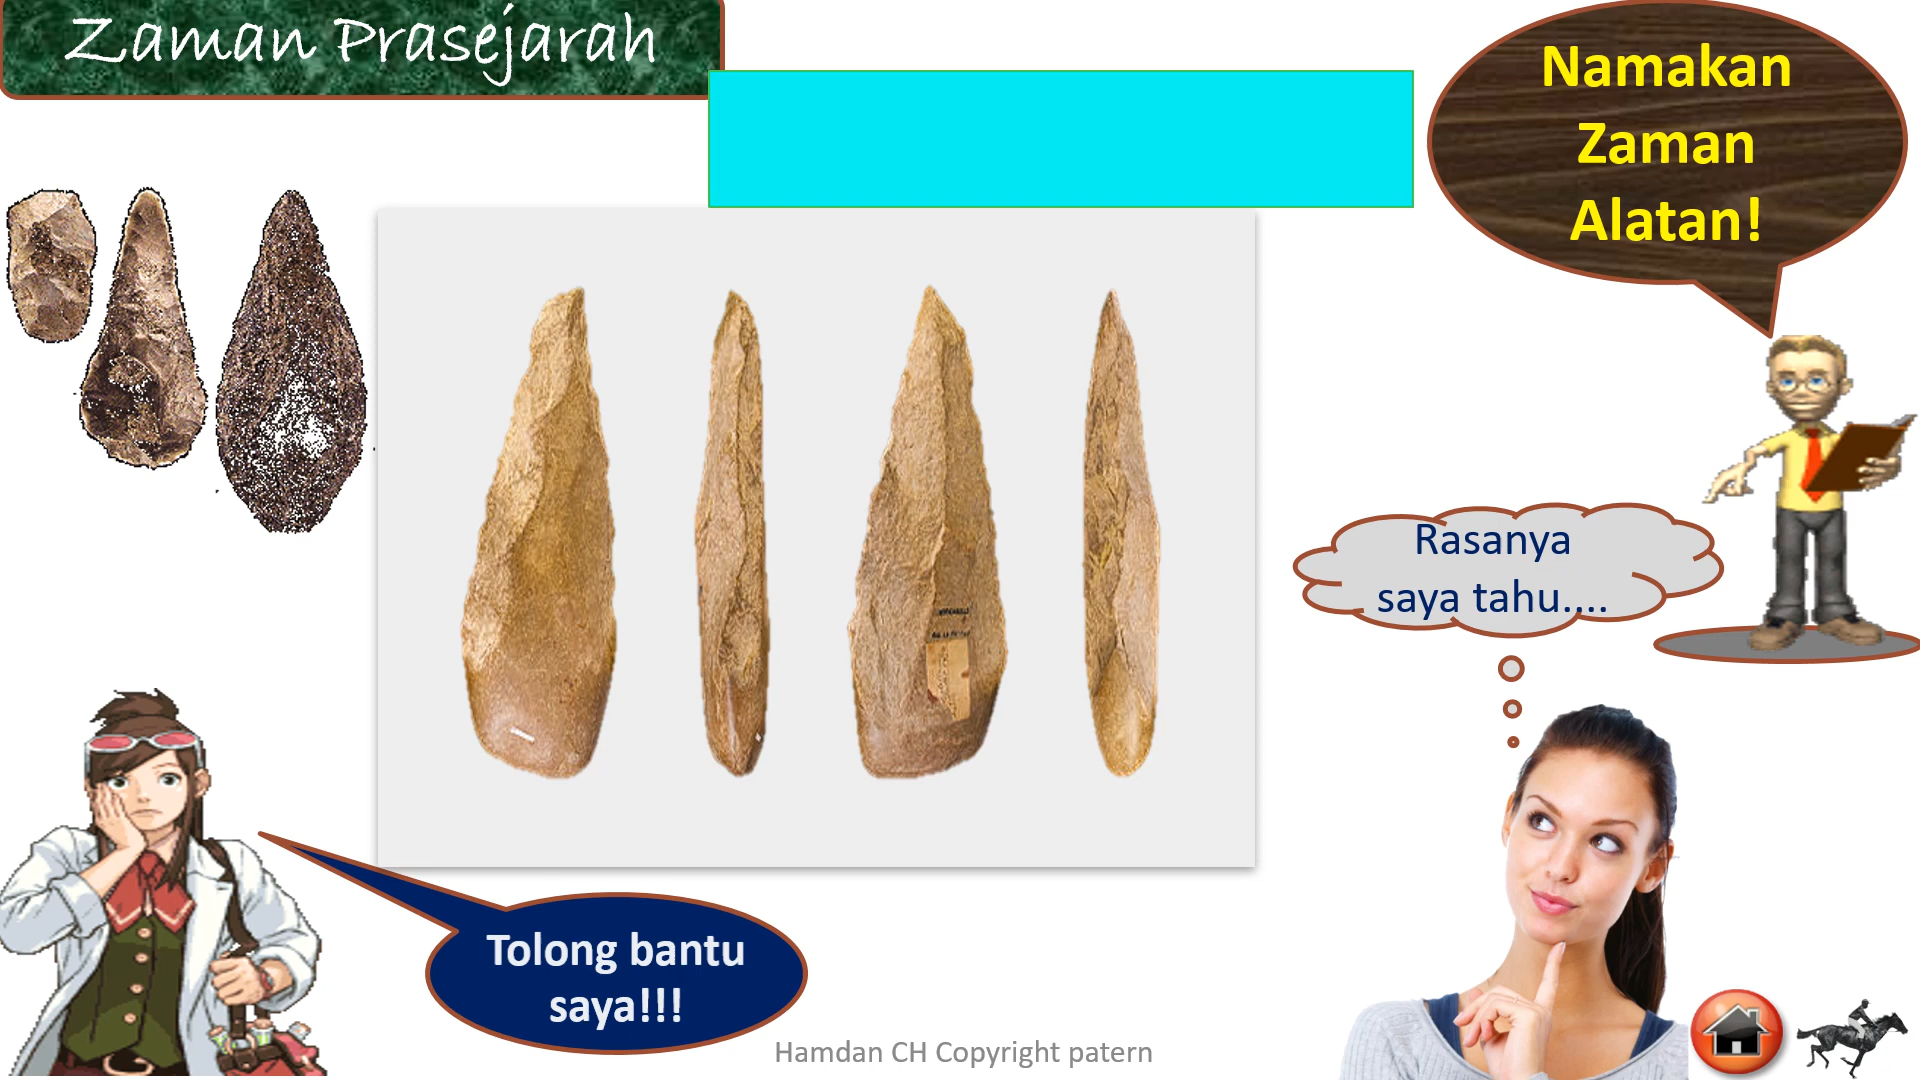 Zaman Prasejarah
Namakan
Zaman
Alatan!
Rasanya
saya tahu....
Tolong bantu
saya!!!
Hamdan CH Copyright patern